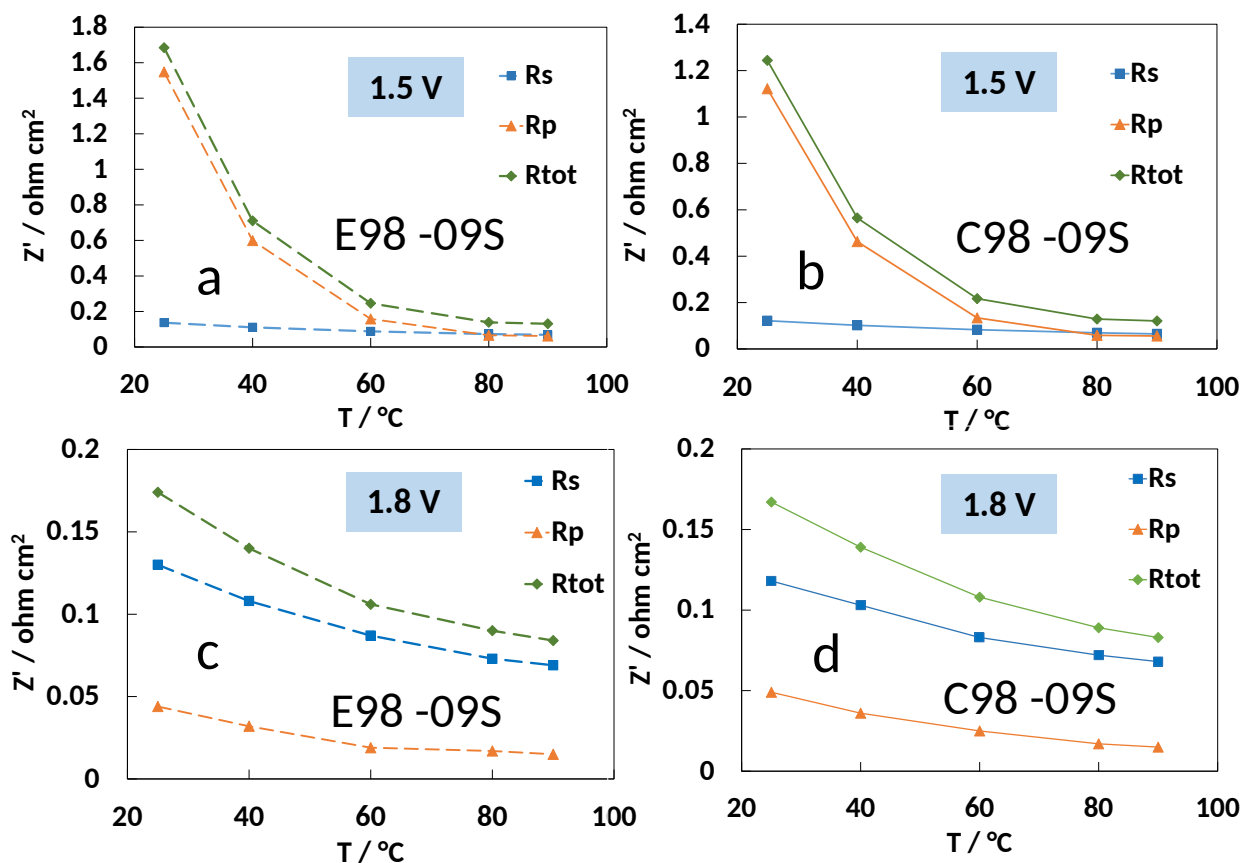 1.8
1.6
1.4
1.2
1
0.8
0.6
0.4
0.2
0
Z' / ohm cm²
20 40 60 80 100
T / °C
1.5 V
Rs
Rp
Rtot
E98 -09S
a
1.4
1.2
1
0.8
0.6
0.4
0.2
0
Z' / ohm cm²
20 40 60 80 100
T / °C
1.5 V
Rs
Rp
Rtot
C98 -09S
b
0.2
0.15
0.1
0.05
0
Z' / ohm cm²
20 40 60 80 100
T / °C
1.8 V
Rs
Rp
Rtot
c
E98 -09S
0.2
0.15
0.1
0.05
0
Z' / ohm cm²
20 40 60 80 100
T / °C
1.8 V
Rs
Rp
Rtot
d
C98 -09S